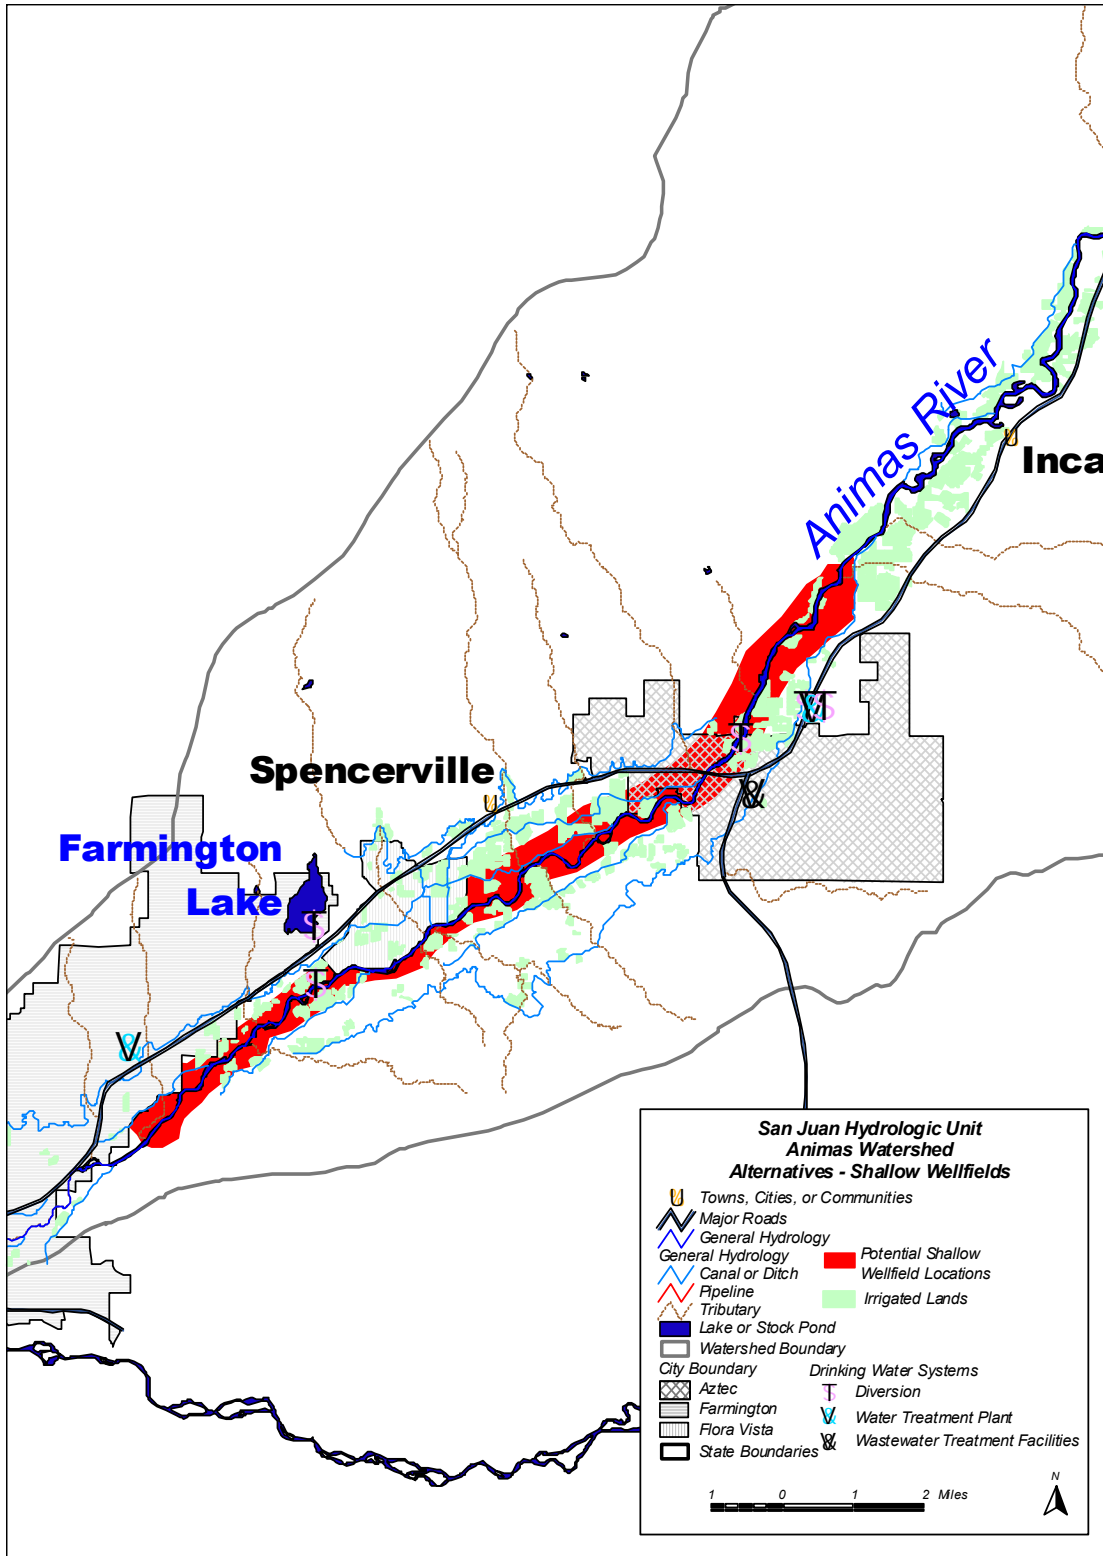 Animas River
Inca
Spencerville
Farmington
Lake
San Juan Hydrologic Unit
Animas Watershed
Alternatives - Shallow Wellfields
Towns, Cities, or Communities
Major Roads
General Hydrology
General Hydrology
Canal or Ditch
Pipeline
Tributary
Lake or Stock Pond
Watershed Boundary
City Boundary
Aztec
Farmington
Flora Vista
State Boundaries
Potential Shallow
Wellfield Locations
Irrigated Lands
Drinking Water Systems
Diversion
Water Treatment Plant
Wastewater Treatment Facilities
1 0 1 2 Miles
N